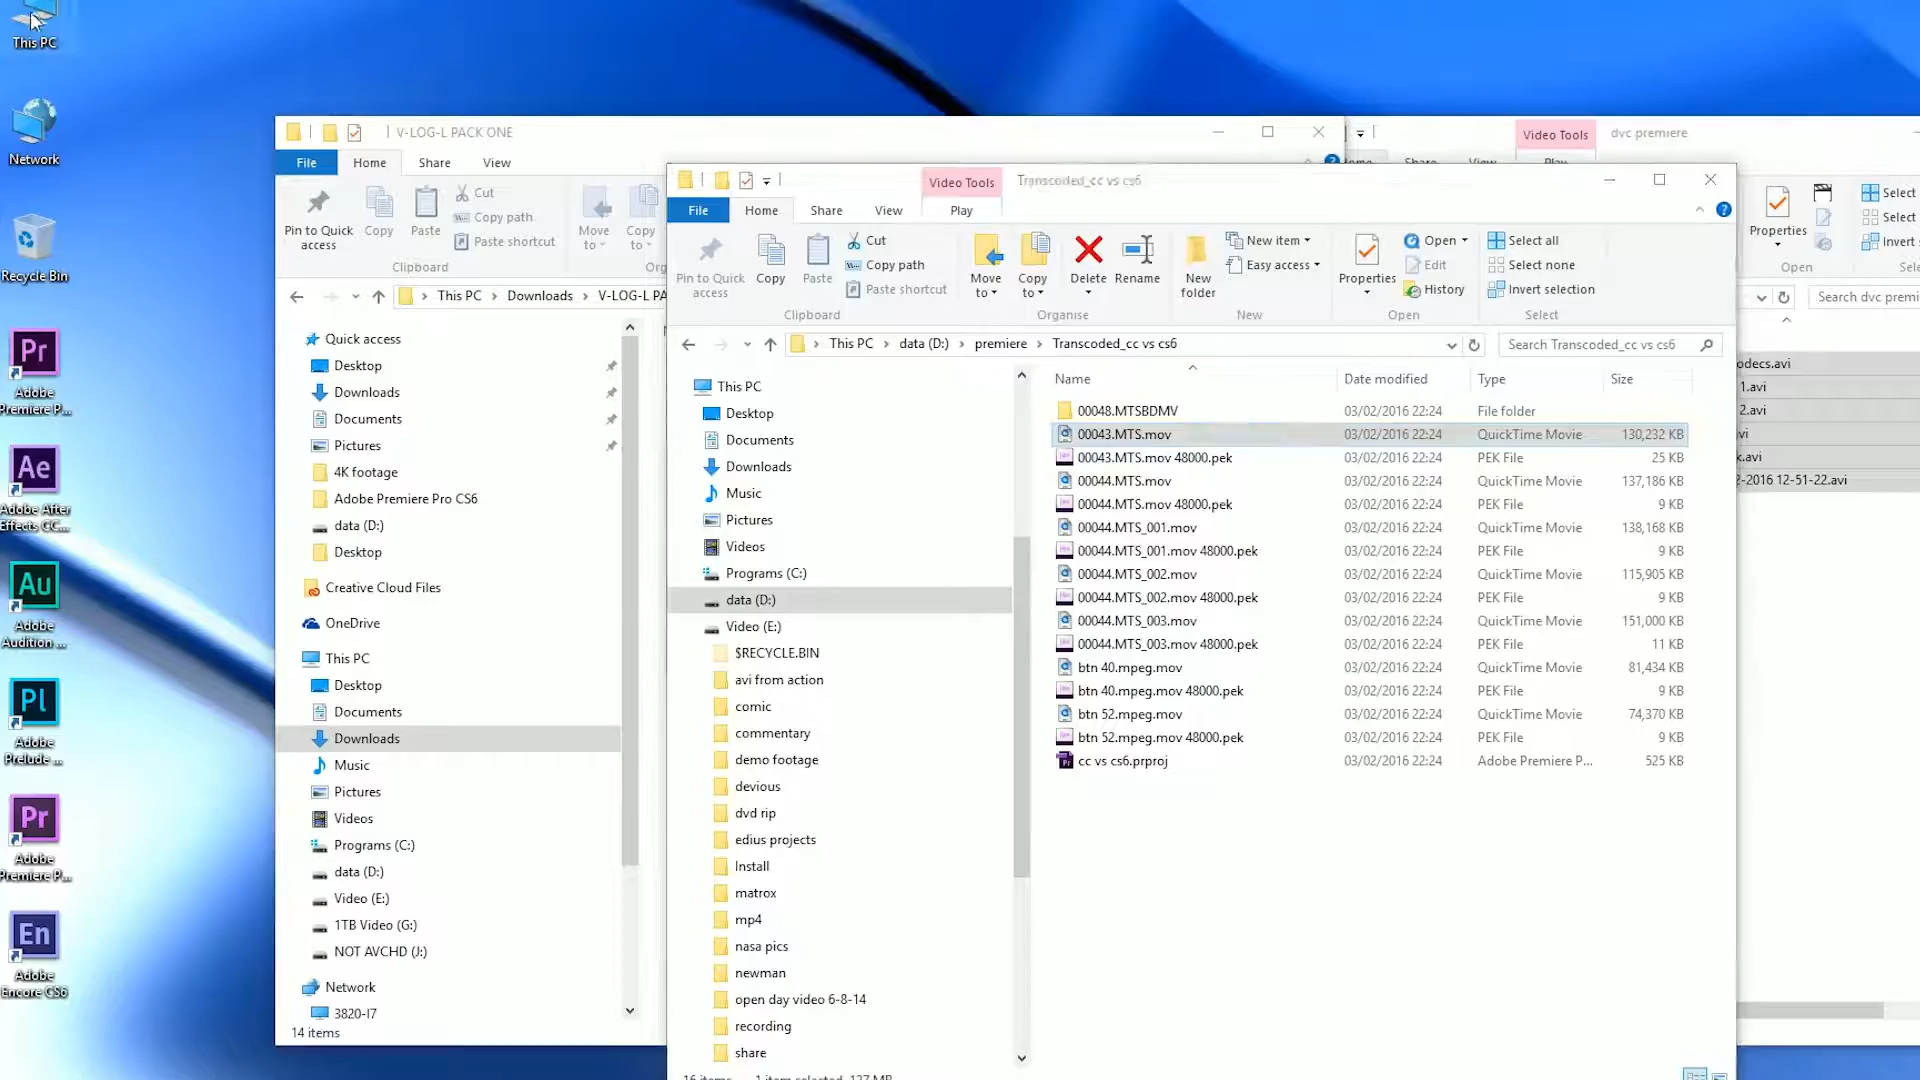 This PC
Network
Recycle Bin
Adobe
Premiere P...
Adobe After
Effects CC...
Adobe
Audition ...
Adobe
Prelude ...
Adobe
Premiere P...
Adobe
Encore CS6
V-LOG-L PACK ONE
File Home Share View
Pin to Quick access
Copy
Paste
Cut
Copy path
Paste shortcut
Move to
Copy to
Clipboard
Org
This PC > Downloads > V-LOG-L PA
Quick access
Desktop
Downloads
Documents
Pictures
4K footage
Adobe Premiere Pro CS6
data (D:)
Desktop
Creative Cloud Files
OneDrive
This PC
Desktop
Documents
Downloads
Music
Pictures
Videos
Programs (C:)
data (D:)
Video (E:)
1TB Video (G:)
NOT AVCHD (J:)
Network
3820-I7
14 items
Video Tools Transcoded_cc vs cs6
File Home Share View Play
Pin to Quick access
Copy
Paste
Cut
Copy path
Paste shortcut
Clipboard
Move to
Copy to
Delete
Rename
Organise
New folder
New item
Easy access
New
Properties
Open
Edit
History
Open
Select all
Select none
Invert selection
Select
This PC > data (D:) > premiere > Transcoded_cc vs cs6
Search Transcoded_cc vs cs6
This PC
Desktop
Documents
Downloads
Music
Pictures
Videos
Programs (C:)
data (D:)
Video (E:)
$RECYCLE.BIN
avi from action
comic
commentary
demo footage
devious
dvd rip
edius projects
Install
matrox
mp4
nasa pics
newman
open day video 6-8-14
recording
share
Name Date modified Type Size
00048.MTSBDMV 03/02/2016 22:24 File folder
00043.MTS.mov 03/02/2016 22:24 QuickTime Movie 130,232 KB
00043.MTS.mov 48000.pek 03/02/2016 22:24 PEK File 25 KB
00044.MTS.mov 03/02/2016 22:24 QuickTime Movie 137,186 KB
00044.MTS.mov 48000.pek 03/02/2016 22:24 PEK File 9 KB
00044.MTS_001.mov 03/02/2016 22:24 QuickTime Movie 138,168 KB
00044.MTS_001.mov 48000.pek 03/02/2016 22:24 PEK File 9 KB
00044.MTS_002.mov 03/02/2016 22:24 QuickTime Movie 115,905 KB
00044.MTS_002.mov 48000.pek 03/02/2016 22:24 PEK File 9 KB
00044.MTS_003.mov 03/02/2016 22:24 QuickTime Movie 151,000 KB
00044.MTS_003.mov 48000.pek 03/02/2016 22:24 PEK File 11 KB
btn 40.mpeg.mov 03/02/2016 22:24 QuickTime Movie 81,434 KB
btn 40.mpeg.mov 48000.pek 03/02/2016 22:24 PEK File 9 KB
btn 52.mpeg.mov 03/02/2016 22:24 QuickTime Movie 74,370 KB
btn 52.mpeg.mov 48000.pek 03/02/2016 22:24 PEK File 9 KB
cc vs cs6.prproj 03/02/2016 22:24 Adobe Premiere P... 525 KB
16 items 1 item selected 127 MB
Video Tools dvc premiere
Properties
Open
Select
Select
Invert
Sele
Search dvc premi
odecs.avi
1.avi
2.avi
vi
k.avi
2-2016 12-51-22.avi